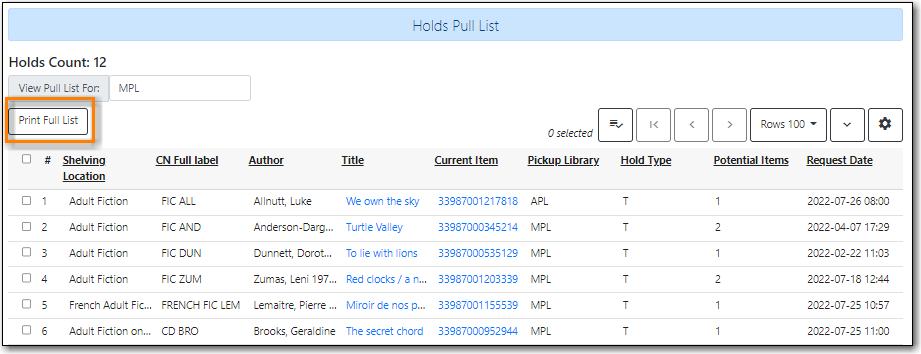 Holds Pull List
Holds Count: 12
View Pull List For: MPL
Print Full List
0 selected Rows 100
# Shelving Location CN Full label Author Title Current Item Pickup Library Hold Type Potential Items Request Date
1 Adult Fiction FIC ALL Allnutt, Luke We own the sky 33987001217818 APL T 1 2022-07-26 08:00
2 Adult Fiction FIC AND Anderson-Darg... Turtle Valley 33987000345214 MPL T 2 2022-04-07 17:29
3 Adult Fiction FIC DUN Dunnett, Dorot... To lie with lions 33987000535129 MPL T 1 2022-02-22 11:03
4 Adult Fiction FIC ZUM Zumas, Leni 197... Red clocks / a n... 33987001203339 MPL T 2 2022-07-18 12:44
5 French Adult Fic... FRENCH FIC LEM Lemaitre, Pierre ... Miroir de nos p... 33987001155539 MPL T 1 2022-07-25 10:57
6 Adult Fiction on... CD BRO Brooks, Geraldine The secret chord 33987000952944 MPL T 1 2022-07-25 11:00